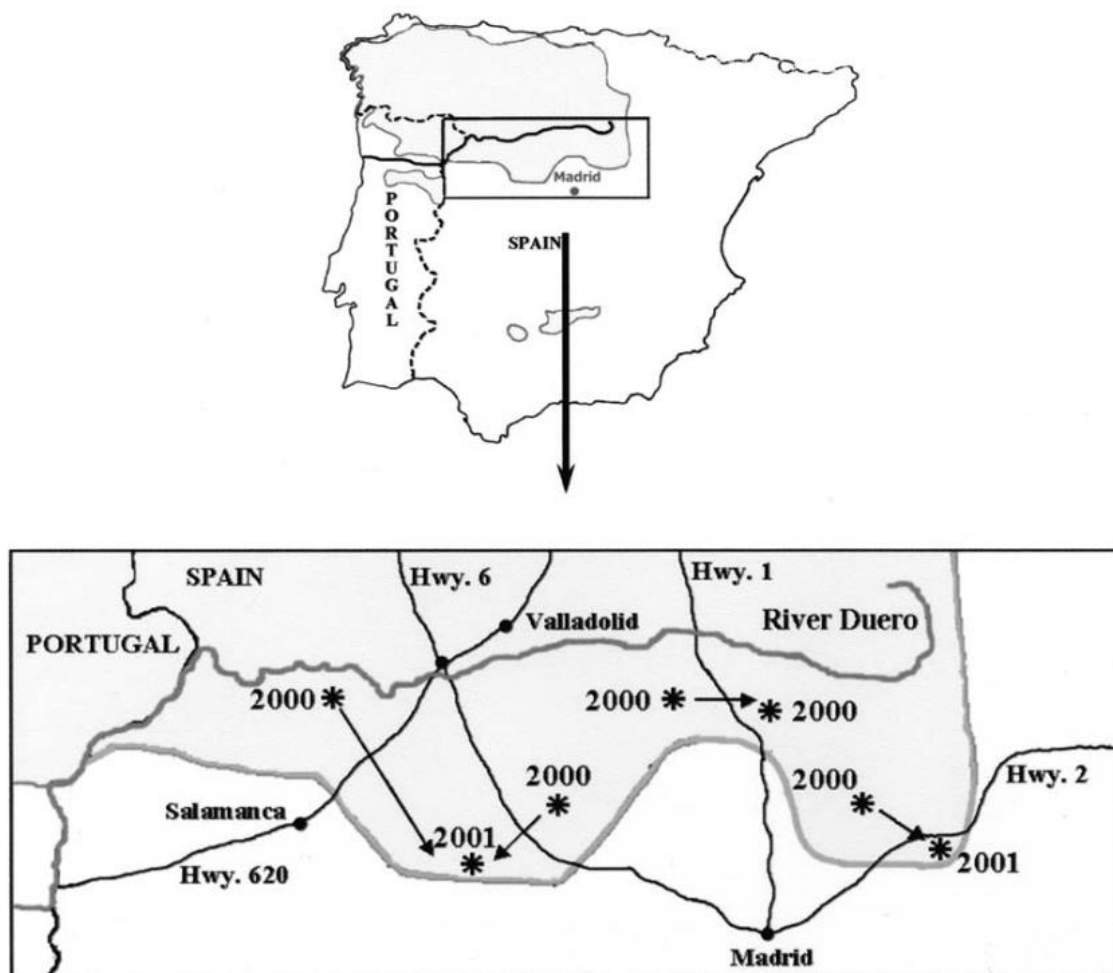 Madrid
PORTUGAL
SPAIN
SPAIN
Hwy. 6
Hwy. 1
Valladolid
River Duero
PORTUGAL
2000
2000
2000
2000
2000
Hwy. 2
Salamanca
2001
2001
Hwy. 620
Madrid